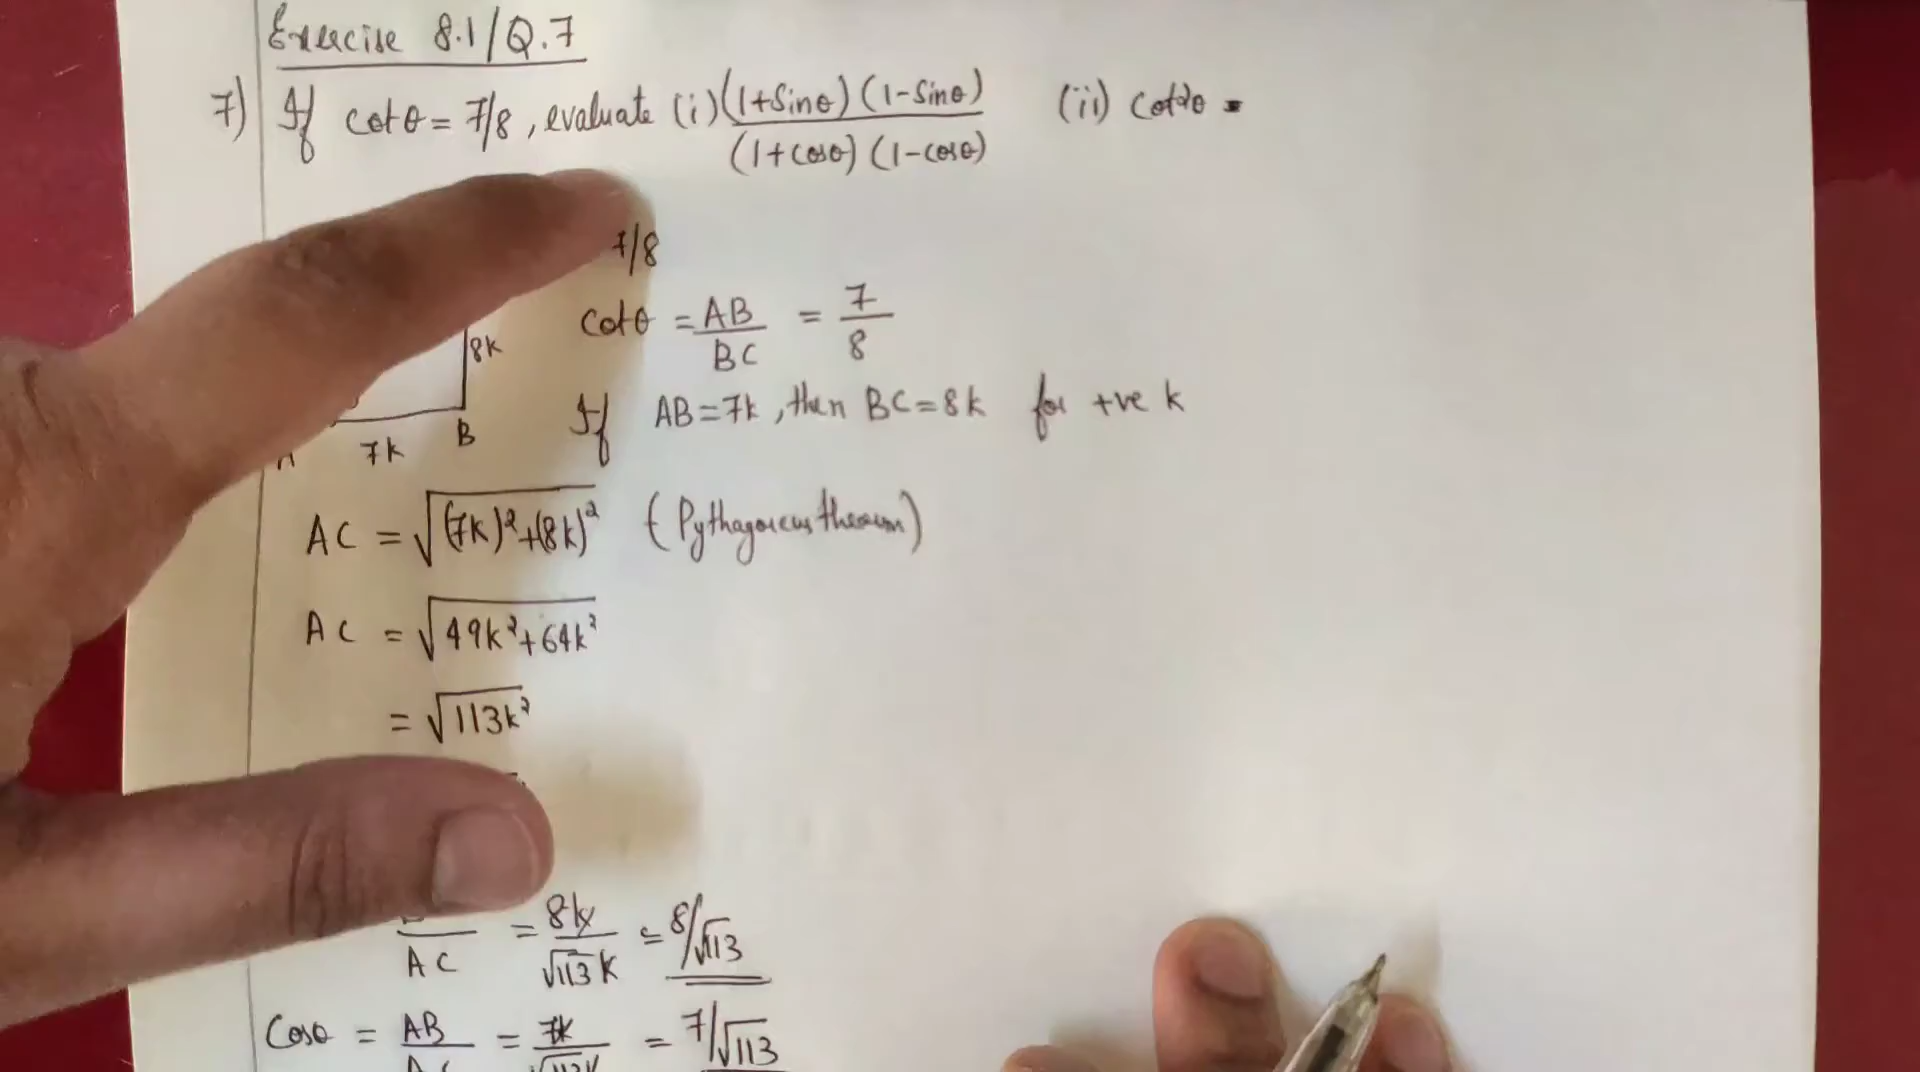 Exercise 8.1/Q.7
7) If cotθ = 7/8, evaluate (i) (1+Sinθ) (1-Sinθ) / (1+cosθ) (1-cosθ) (ii) cot²θ =
7/8
cotθ = AB/BC = 7/8
8k
If AB=7k, then BC=8k for +ve k
7k B
AC = √(7k)²+(8k)² (Pythagoreus theorem)
AC = √49k²+64k²
= √113k²
/AC = 8k/√113 k = 8/√113
Cosθ = AB/AC = 7k/√113k = 7/√113